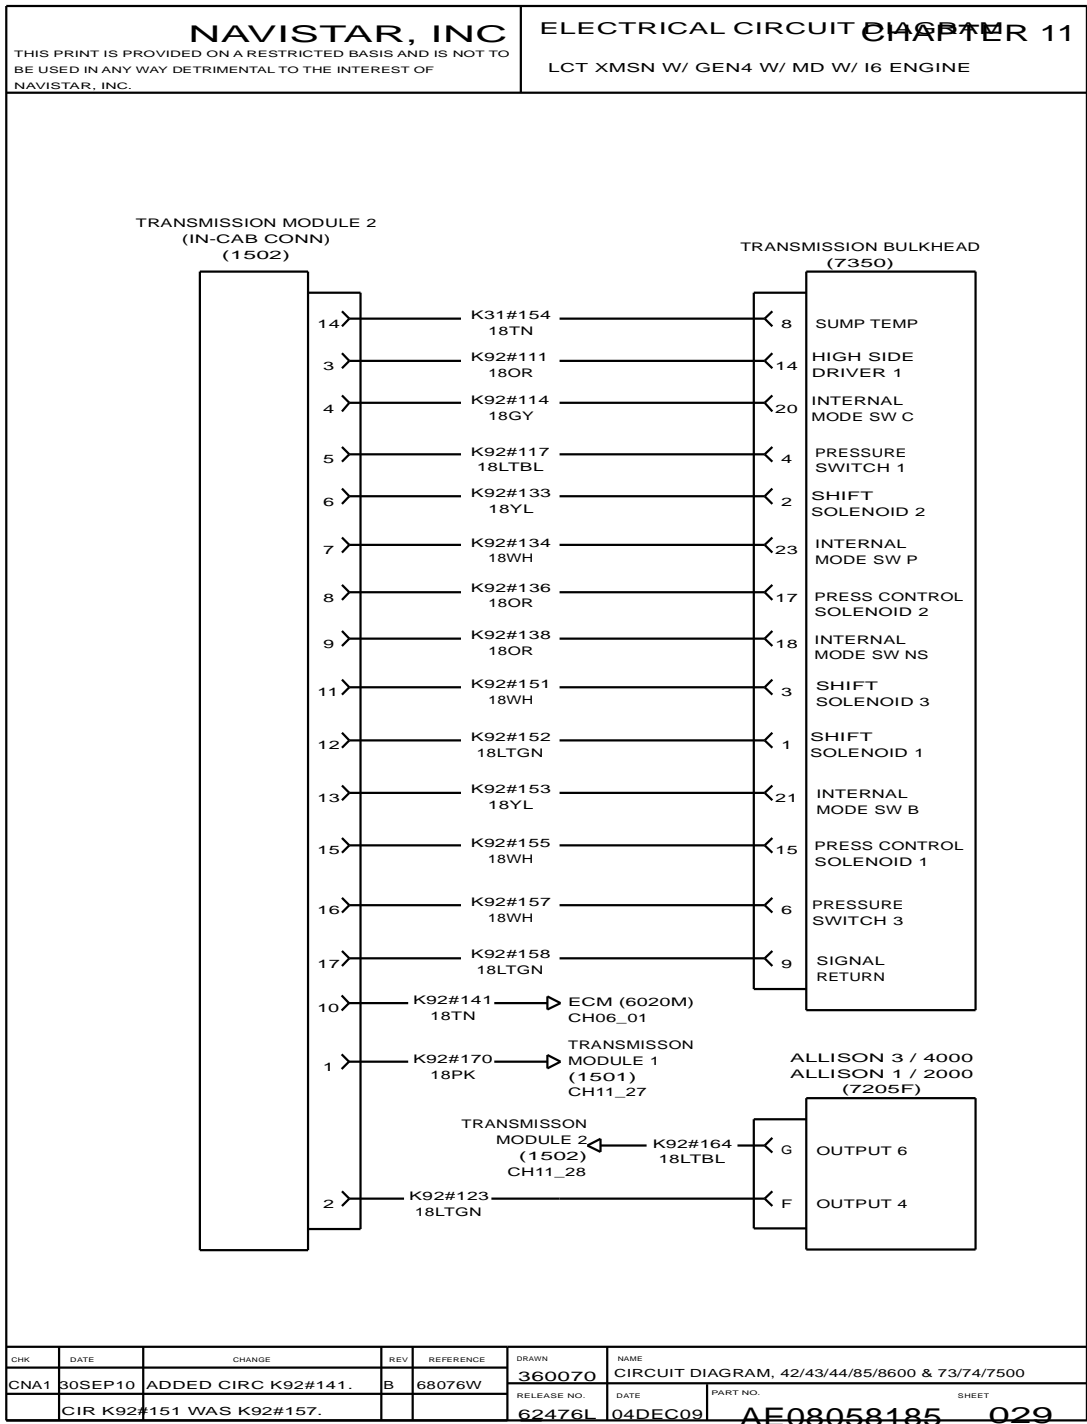 NAVISTAR, INC
THIS PRINT IS PROVIDED ON A RESTRICTED BASIS AND IS NOT TO
BE USED IN ANY WAY DETRIMENTAL TO THE INTEREST OF
NAVISTAR, INC.
ELECTRICAL CIRCUIT DIAGRAM
CHAPTER 11
LCT XMSN W/ GEN4 W/ MD W/ I6 ENGINE
TRANSMISSION MODULE 2
(IN-CAB CONN)
(1502)
TRANSMISSION BULKHEAD
(7350)
14 K31#154 8 SUMP TEMP
18TN
3 K92#111 14 HIGH SIDE
18OR DRIVER 1
4 K92#114 20 INTERNAL
18GY MODE SW C
5 K92#117 4 PRESSURE
18LTBL SWITCH 1
6 K92#133 2 SHIFT
18YL SOLENOID 2
7 K92#134 23 INTERNAL
18WH MODE SW P
8 K92#136 17 PRESS CONTROL
18OR SOLENOID 2
9 K92#138 18 INTERNAL
18OR MODE SW NS
11 K92#151 3 SHIFT
18WH SOLENOID 3
12 K92#152 1 SHIFT
18LTGN SOLENOID 1
13 K92#153 21 INTERNAL
18YL MODE SW B
15 K92#155 15 PRESS CONTROL
18WH SOLENOID 1
16 K92#157 6 PRESSURE
18WH SWITCH 3
17 K92#158 9 SIGNAL
18LTGN RETURN
10 K92#141 ECM (6020M)
18TN CH06_01
1 K92#170 TRANSMISSON
18PK MODULE 1
(1501)
CH11_27
ALLISON 3 / 4000
ALLISON 1 / 2000
(7205F)
TRANSMISSON
MODULE 2
(1502)
CH11_28
K92#164 G OUTPUT 6
18LTBL
2 K92#123 F OUTPUT 4
18LTGN
CHK DATE CHANGE REV REFERENCE
CNA1 30SEP10 ADDED CIRC K92#141. B 68076W
CIR K92#151 WAS K92#157.
DRAWN
360070
NAME
CIRCUIT DIAGRAM, 42/43/44/85/8600 & 73/74/7500
RELEASE NO.
62476L
DATE
04DEC09
PART NO.
AE08058185
SHEET
029